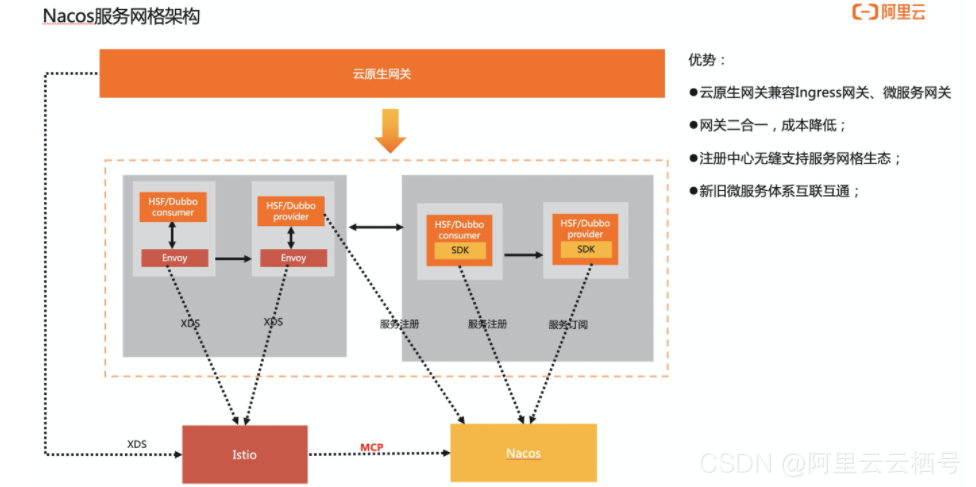 Nacos服务网格架构
阿里云
云原生网关
优势：
●云原生网关兼容Ingress网关、微服务网关
●网关二合一，成本降低；
●注册中心无缝支持服务网格生态；
●新旧微服务体系互联互通；
HSF/Dubbo
consumer
Envoy
HSF/Dubbo
provider
Envoy
HSF/Dubbo
consumer
SDK
HSF/Dubbo
provider
SDK
XDS
XDS
服务注册
服务注册
服务订阅
XDS
Istio
MCP
Nacos
CSDN @阿里云云栖号